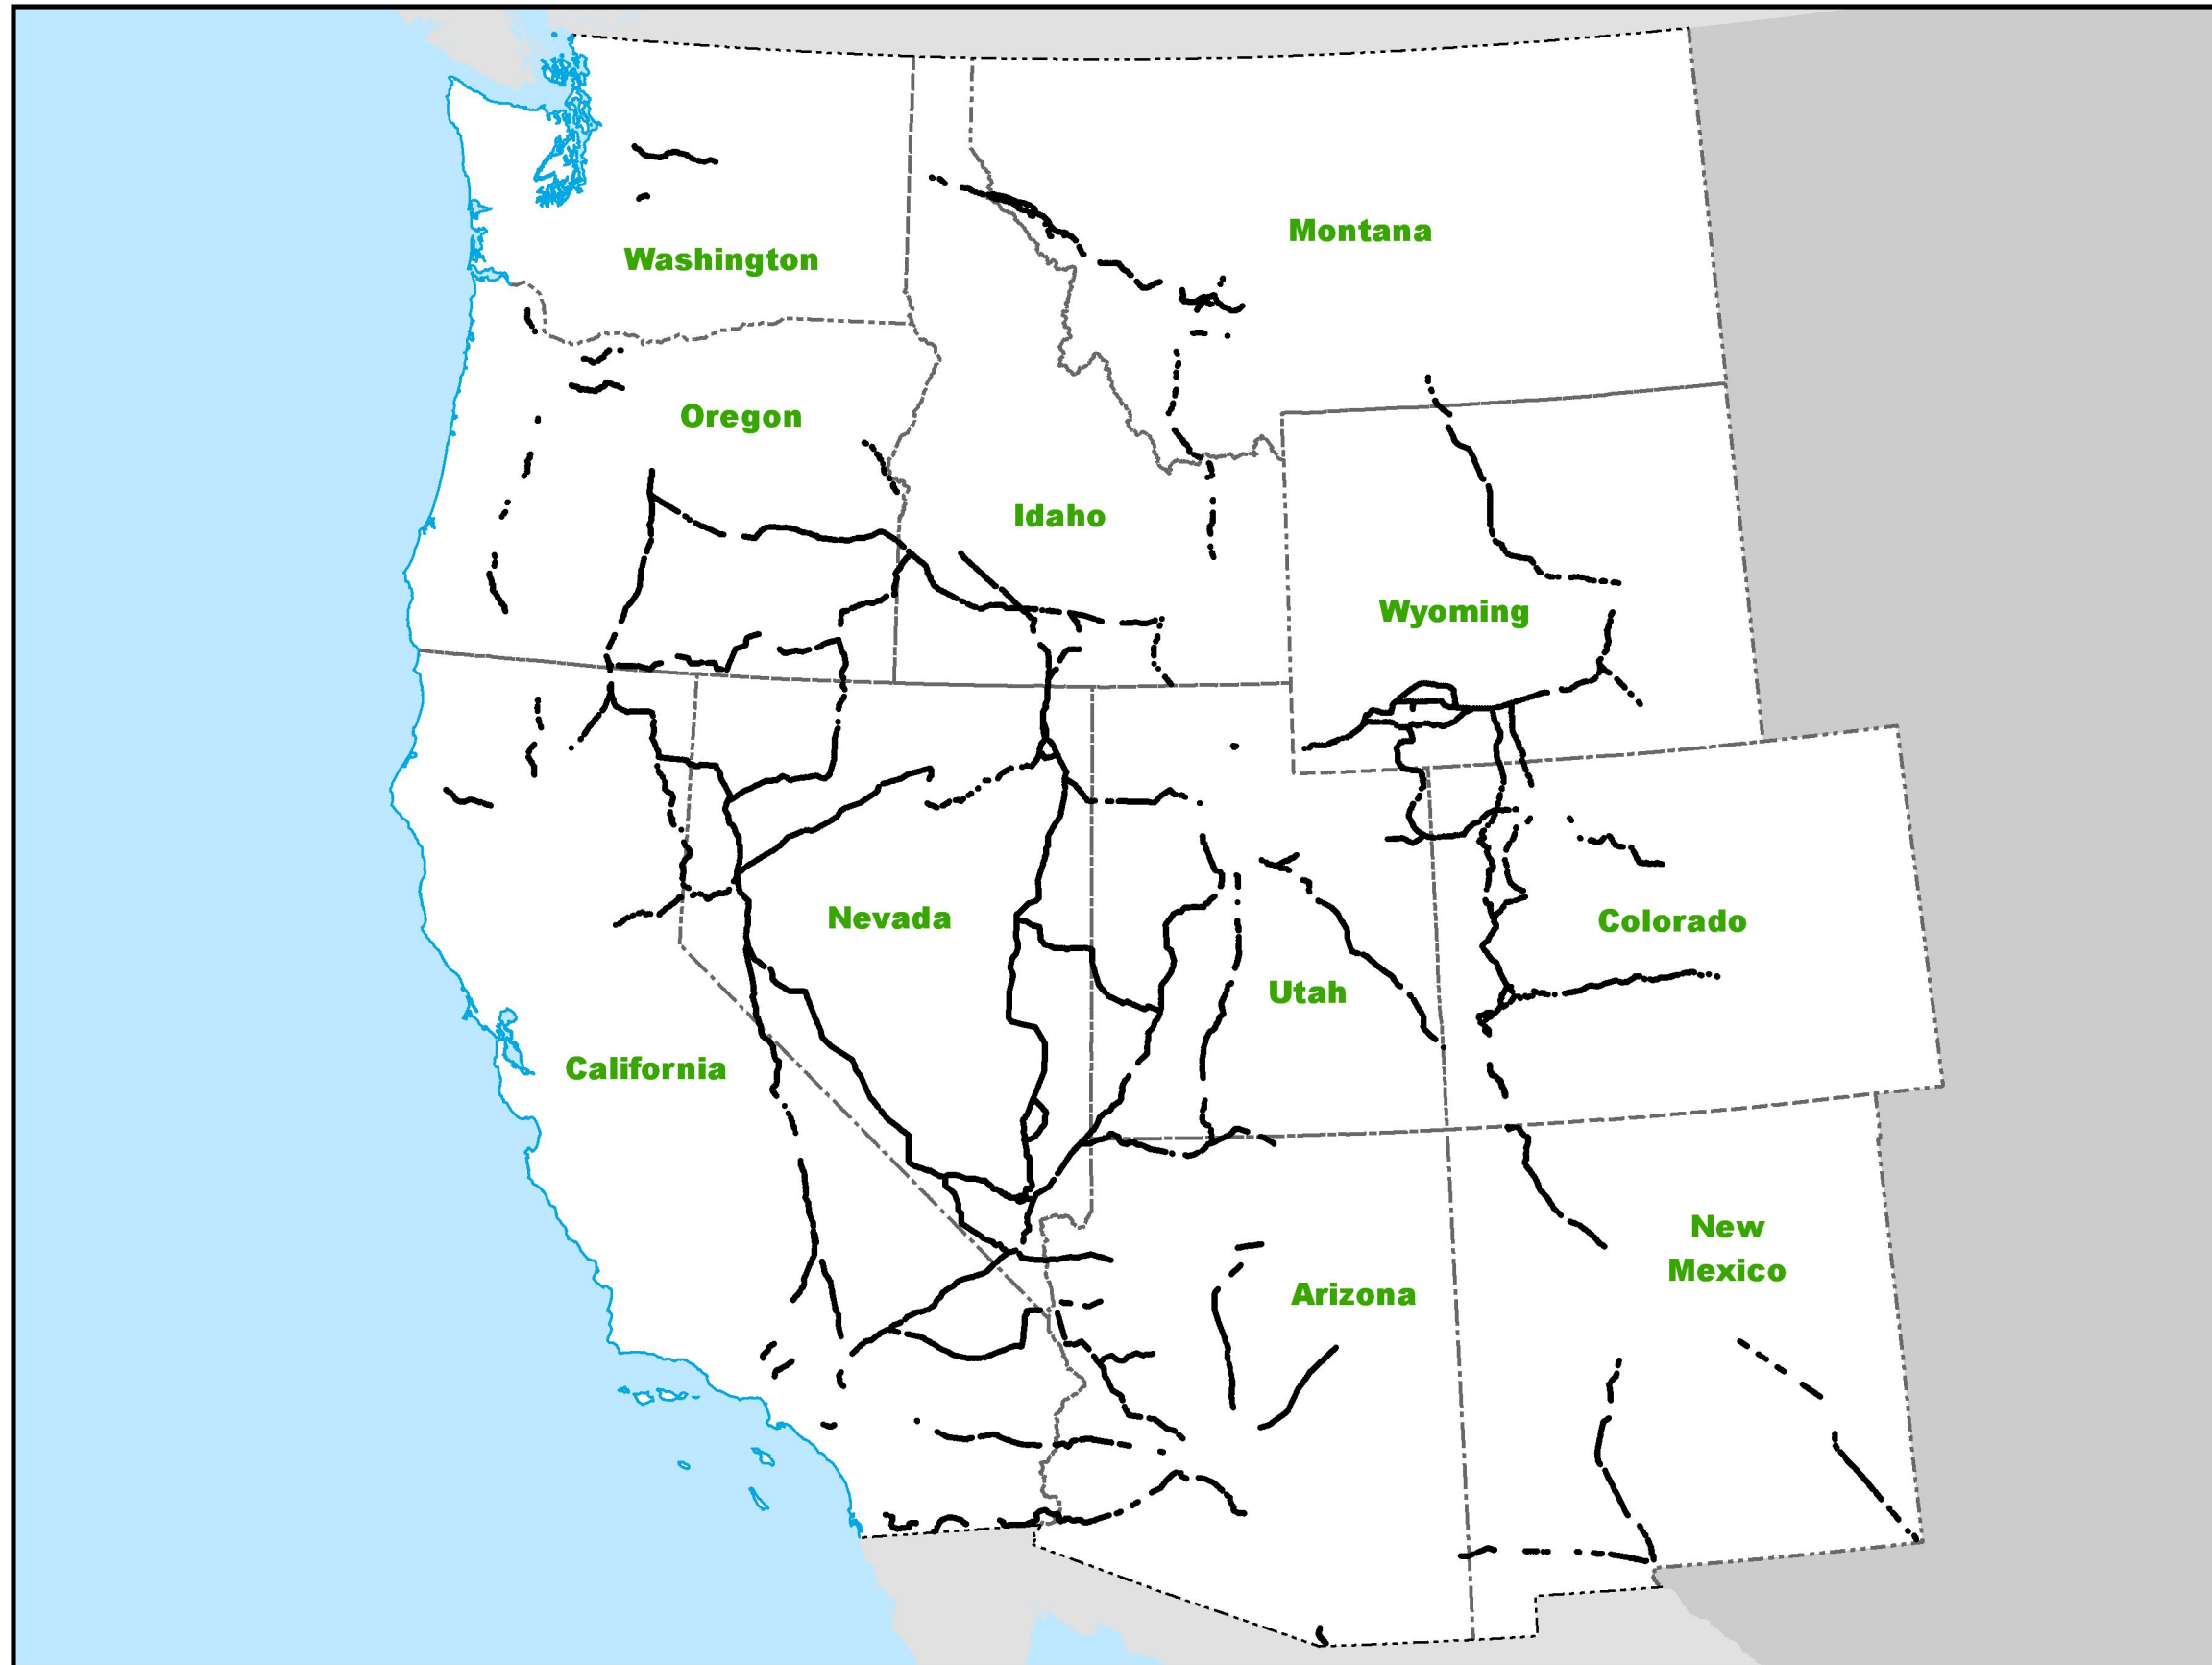 Montana
Washington
Oregon
Idaho
Wyoming
Nevada
Colorado
Utah
California
New
Mexico
Arizona